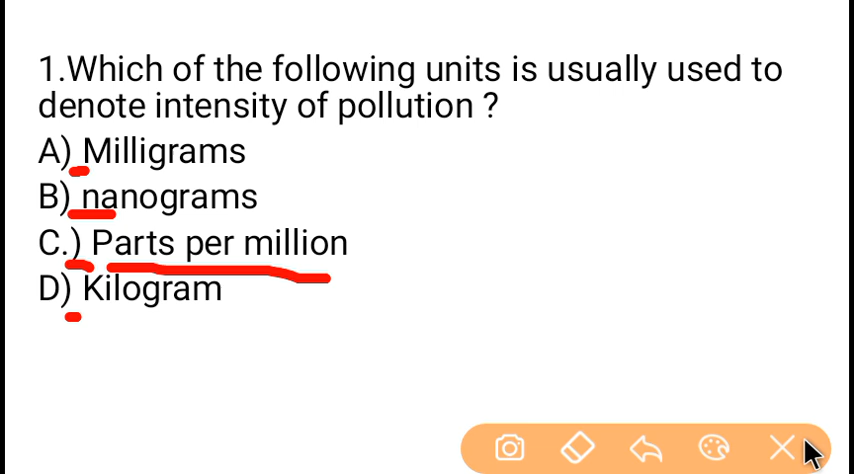 1.Which of the following units is usually used to
denote intensity of pollution ?
A) Milligrams
B) nanograms
C.) Parts per million
D) Kilogram